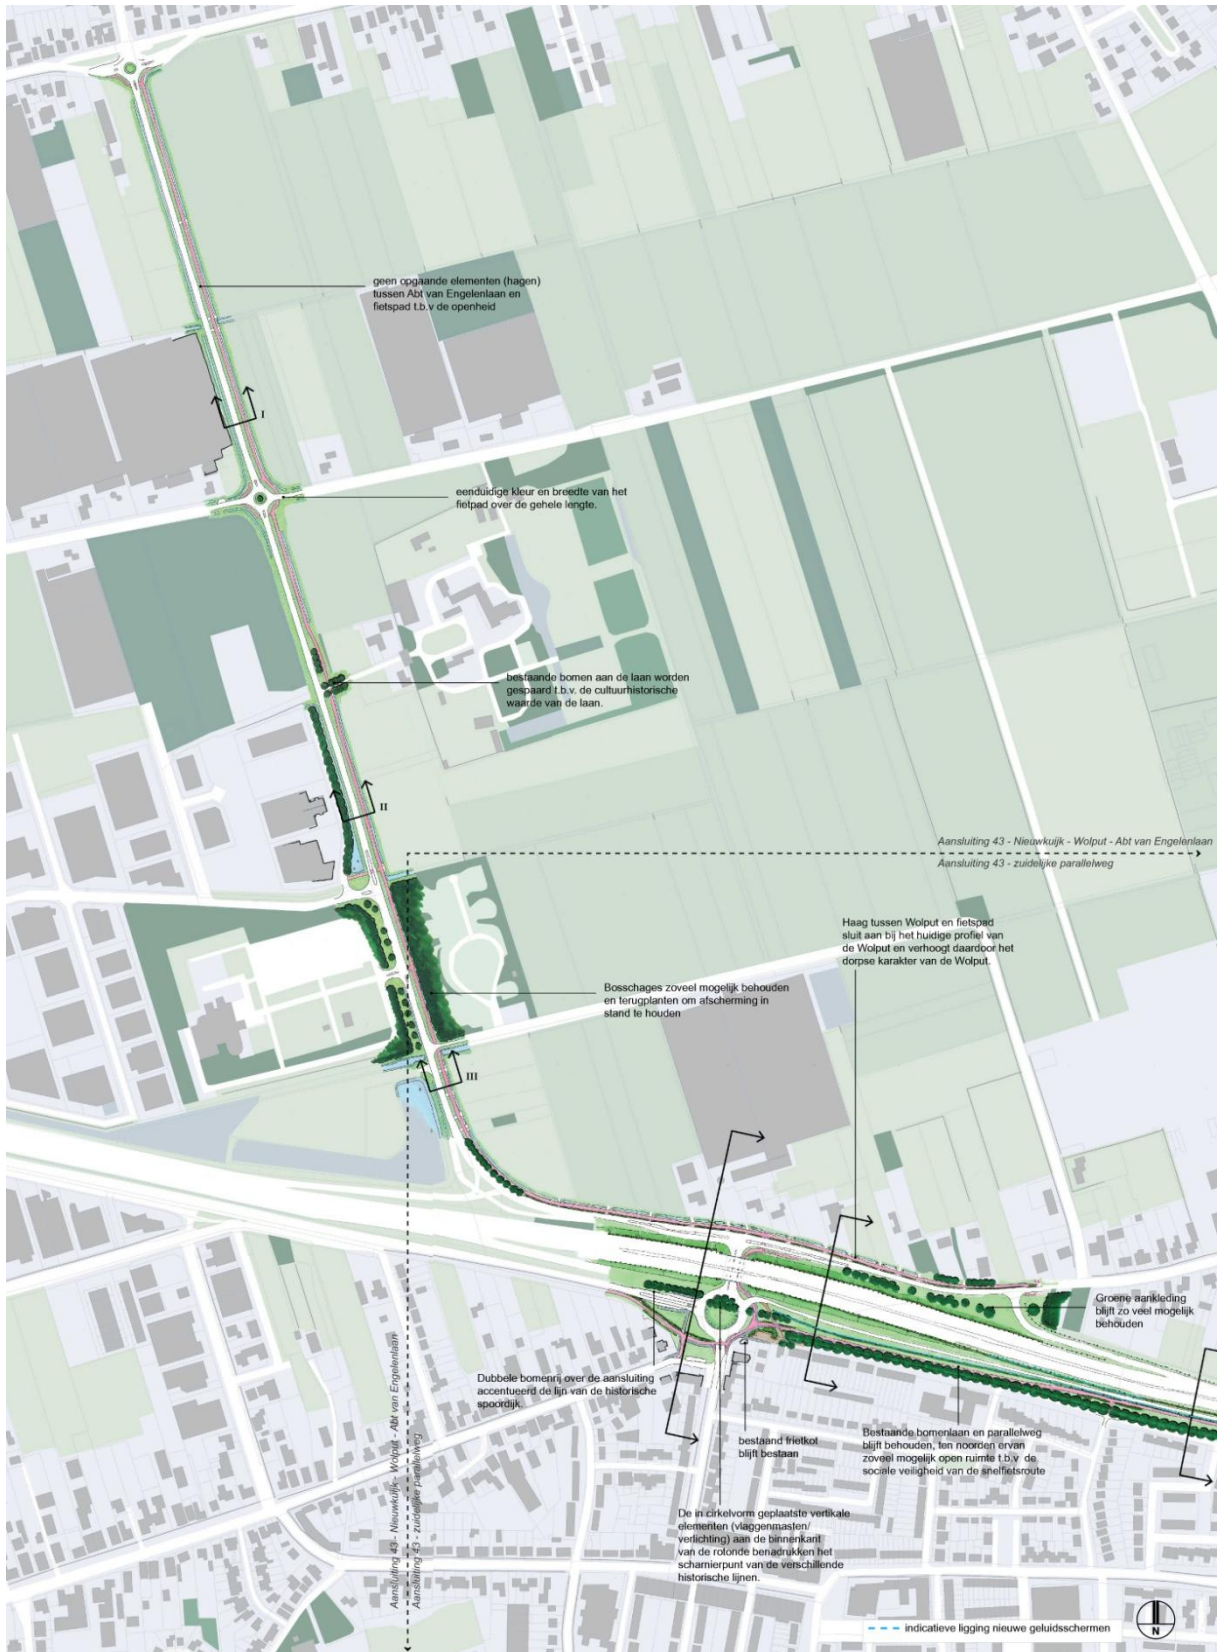 geen opgaande elementen (hagen)
tussen Abt van Engelenlaan en
fietspad t.b.v de openheid
I
eenduidige kleur en breedte van het
fietpad over de gehele lengte.
bestaande bomen aan de laan worden
gespaard t.b.v. de cultuurhistorische
waarde van de laan.
II
Aansluiting 43 - Nieuwkuijk - Wolput - Abt van Engelenlaan
Aansluiting 43 - zuidelijke parallelweg
Haag tussen Wolput en fietspad
sluit aan bij het huidige profiel van
de Wolput en verhoogt daardoor het
dorpse karakter van de Wolput.
Bosschages zoveel mogelijk behouden
en terugplanten om afscherming in
stand te houden
III
Groene aankleding
blijft zo veel mogelijk
behouden
Dubbele bomenrij over de aansluiting
accentueerd de lijn van de historische
spoordijk.
bestaand frietkot
blijft bestaan
Bestaande bomenlaan en parallelweg
blijft behouden, ten noorden ervan
zoveel mogelijk open ruimte t.b.v. de
sociale veiligheid van de snelfietsroute
De in cirkelvorm geplaatste vertikale
elementen (vlaggenmasten/
verlichting) aan de binnenkant
van de rotonde benadrukken het
scharnierpunt van de verschillende
historische lijnen.
Aansluiting 43 - Nieuwkuijk - Wolput - Abt van Engelenlaan
Aansluiting 43 - zuidelijke parallelweg
indicatieve ligging nieuwe geluidsschermen
N